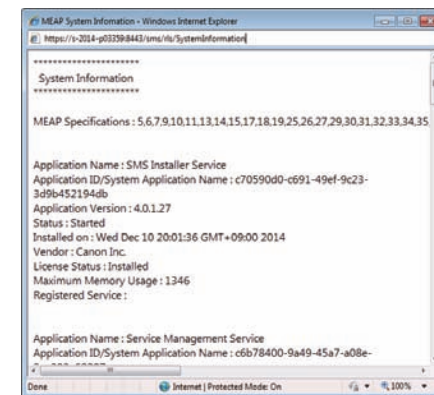 MEAP System Infomation - Windows Internet Explorer
https://s-2014-p03359:8443/sms/rls/SystemInformation
***********************
System Information
***********************
MEAP Specifications : 5,6,7,9,10,11,13,14,15,17,18,19,25,26,27,29,30,31,32,33,34,35
Application Name : SMS Installer Service
Application ID/System Application Name : c70590d0-c691-49ef-9c23-
3d9b452194db
Application Version : 4.0.1.27
Status : Started
Installed on : Wed Dec 10 20:01:36 GMT+09:00 2014
Vendor : Canon Inc.
License Status : Installed
Maximum Memory Usage : 1346
Registered Service :
Application Name : Service Management Service
Application ID/System Application Name : c6b78400-9a49-45a7-a08e-
Done Internet | Protected Mode: On 100%